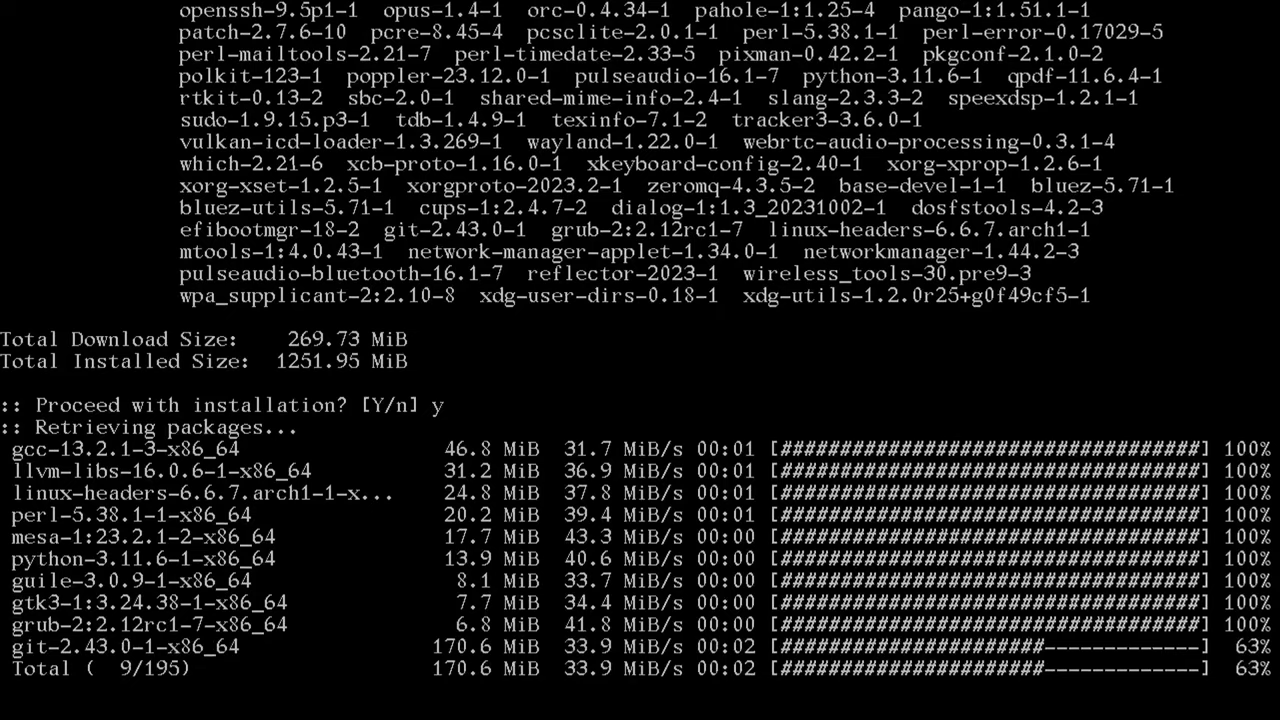 openssh-9.5p1-1  opus-1.4-1  orc-0.4.34-1  pahole-1:1.25-4  pango-1:1.51.1-1
patch-2.7.6-10  pcre-8.45-4  pcsclite-2.0.1-1  perl-5.38.1-1  perl-error-0.17029-5
perl-mailtools-2.21-7  perl-timedate-2.33-5  pixman-0.42.2-1  pkgconf-2.1.0-2
polkit-123-1  poppler-23.12.0-1  pulseaudio-16.1-7  python-3.11.6-1  qpdf-11.6.4-1
rtkit-0.13-2  sbc-2.0-1  shared-mime-info-2.4-1  slang-2.3.3-2  speexdsp-1.2.1-1
sudo-1.9.15.p3-1  tdb-1.4.9-1  texinfo-7.1-2  tracker3-3.6.0-1
vulkan-icd-loader-1.3.269-1  wayland-1.22.0-1  webrtc-audio-processing-0.3.1-4
which-2.21-6  xcb-proto-1.16.0-1  xkeyboard-config-2.40-1  xorg-xprop-1.2.6-1
xorg-xset-1.2.5-1  xorgproto-2023.2-1  zeromq-4.3.5-2  base-devel-1-1  bluez-5.71-1
bluez-utils-5.71-1  cups-1:2.4.7-2  dialog-1:1.3_20231002-1  dosfstools-4.2-3
efibootmgr-18-2  git-2.43.0-1  grub-2:2.12rc1-7  linux-headers-6.6.7.arch1-1
mtools-1:4.0.43-1  network-manager-applet-1.34.0-1  networkmanager-1.44.2-3
pulseaudio-bluetooth-16.1-7  reflector-2023-1  wireless_tools-30.pre9-3
wpa_supplicant-2:2.10-8  xdg-user-dirs-0.18-1  xdg-utils-1.2.0r25+g0f49cf5-1
Total Download Size:    269.73 MiB
Total Installed Size:  1251.95 MiB
:: Proceed with installation? [Y/n] y
:: Retrieving packages...
gcc-13.2.1-3-x86_64 46.8 MiB 31.7 MiB/s 00:01 [###################################] 100%
llvm-libs-16.0.6-1-x86_64 31.2 MiB 36.9 MiB/s 00:01 [###################################] 100%
linux-headers-6.6.7.arch1-1-x... 24.8 MiB 37.8 MiB/s 00:01 [###################################] 100%
perl-5.38.1-1-x86_64 20.2 MiB 39.4 MiB/s 00:01 [###################################] 100%
mesa-1:23.2.1-2-x86_64 17.7 MiB 43.3 MiB/s 00:00 [###################################] 100%
python-3.11.6-1-x86_64 13.9 MiB 40.6 MiB/s 00:00 [###################################] 100%
guile-3.0.9-1-x86_64 8.1 MiB 33.7 MiB/s 00:00 [###################################] 100%
gtk3-1:3.24.38-1-x86_64 7.7 MiB 34.4 MiB/s 00:00 [###################################] 100%
grub-2:2.12rc1-7-x86_64 6.8 MiB 41.8 MiB/s 00:00 [###################################] 100%
git-2.43.0-1-x86_64 170.6 MiB 33.9 MiB/s 00:02 [######################-------------] 63%
Total (  9/195) 170.6 MiB 33.9 MiB/s 00:02 [######################-------------] 63%